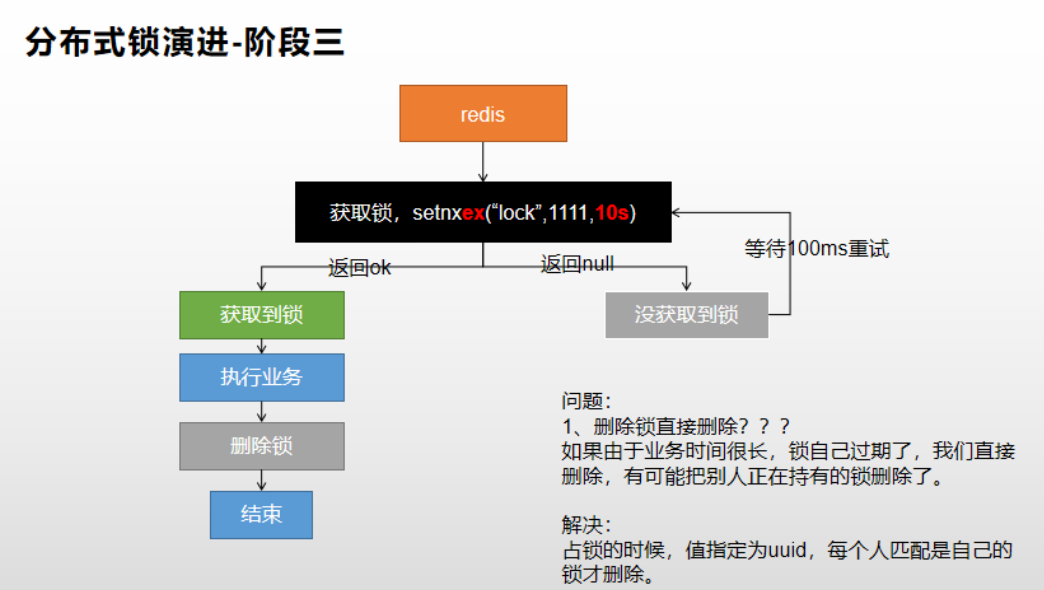 分布式锁演进-阶段三
redis
获取锁，setnxex(“lock”,1111,10s)
等待100ms重试
返回ok
返回null
获取到锁
没获取到锁
执行业务
删除锁
结束
问题：
1、删除锁直接删除？？？
如果由于业务时间很长，锁自己过期了，我们直接
删除，有可能把别人正在持有的锁删除了。
解决：
占锁的时候，值指定为uuid，每个人匹配是自己的
锁才删除。